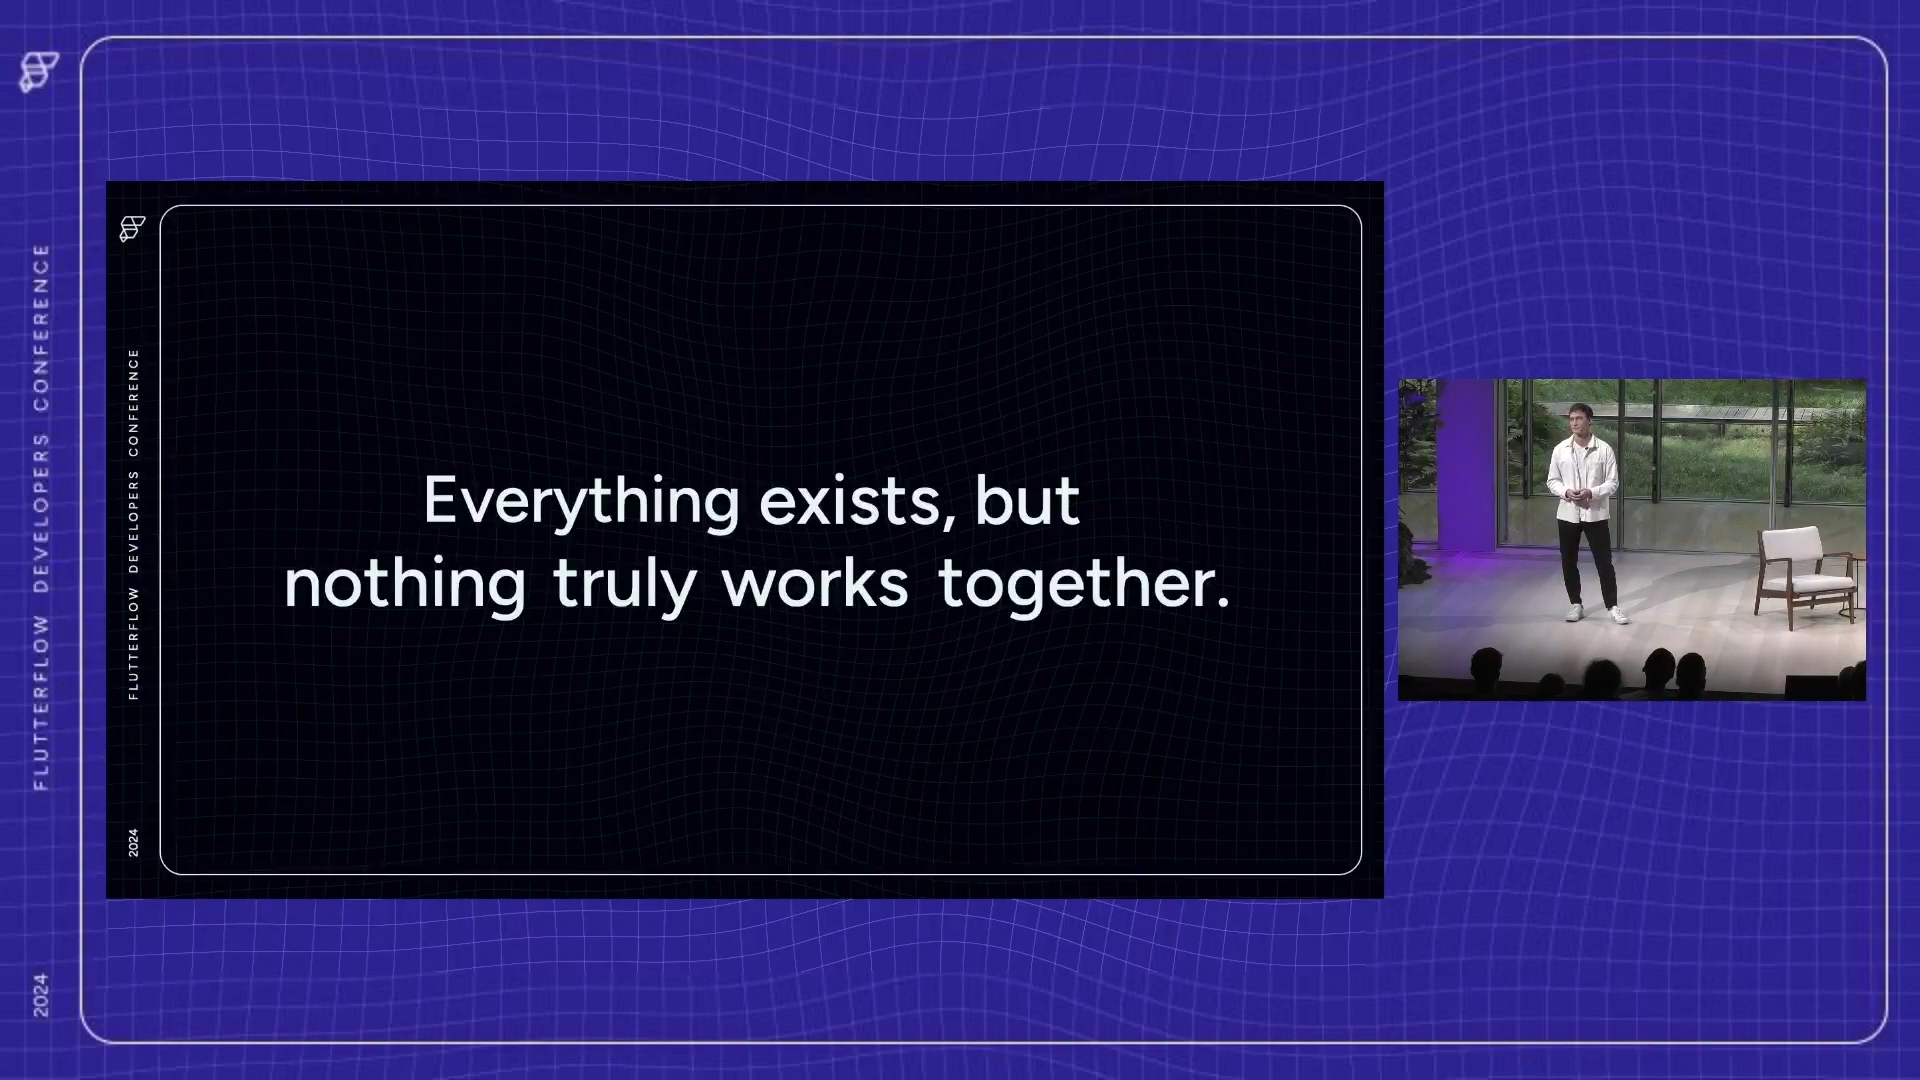 FLUTTERFLOW DEVELOPERS CONFERENCE
2024
FLUTTERFLOW DEVELOPERS CONFERENCE
2024
Everything exists, but
nothing truly works together.